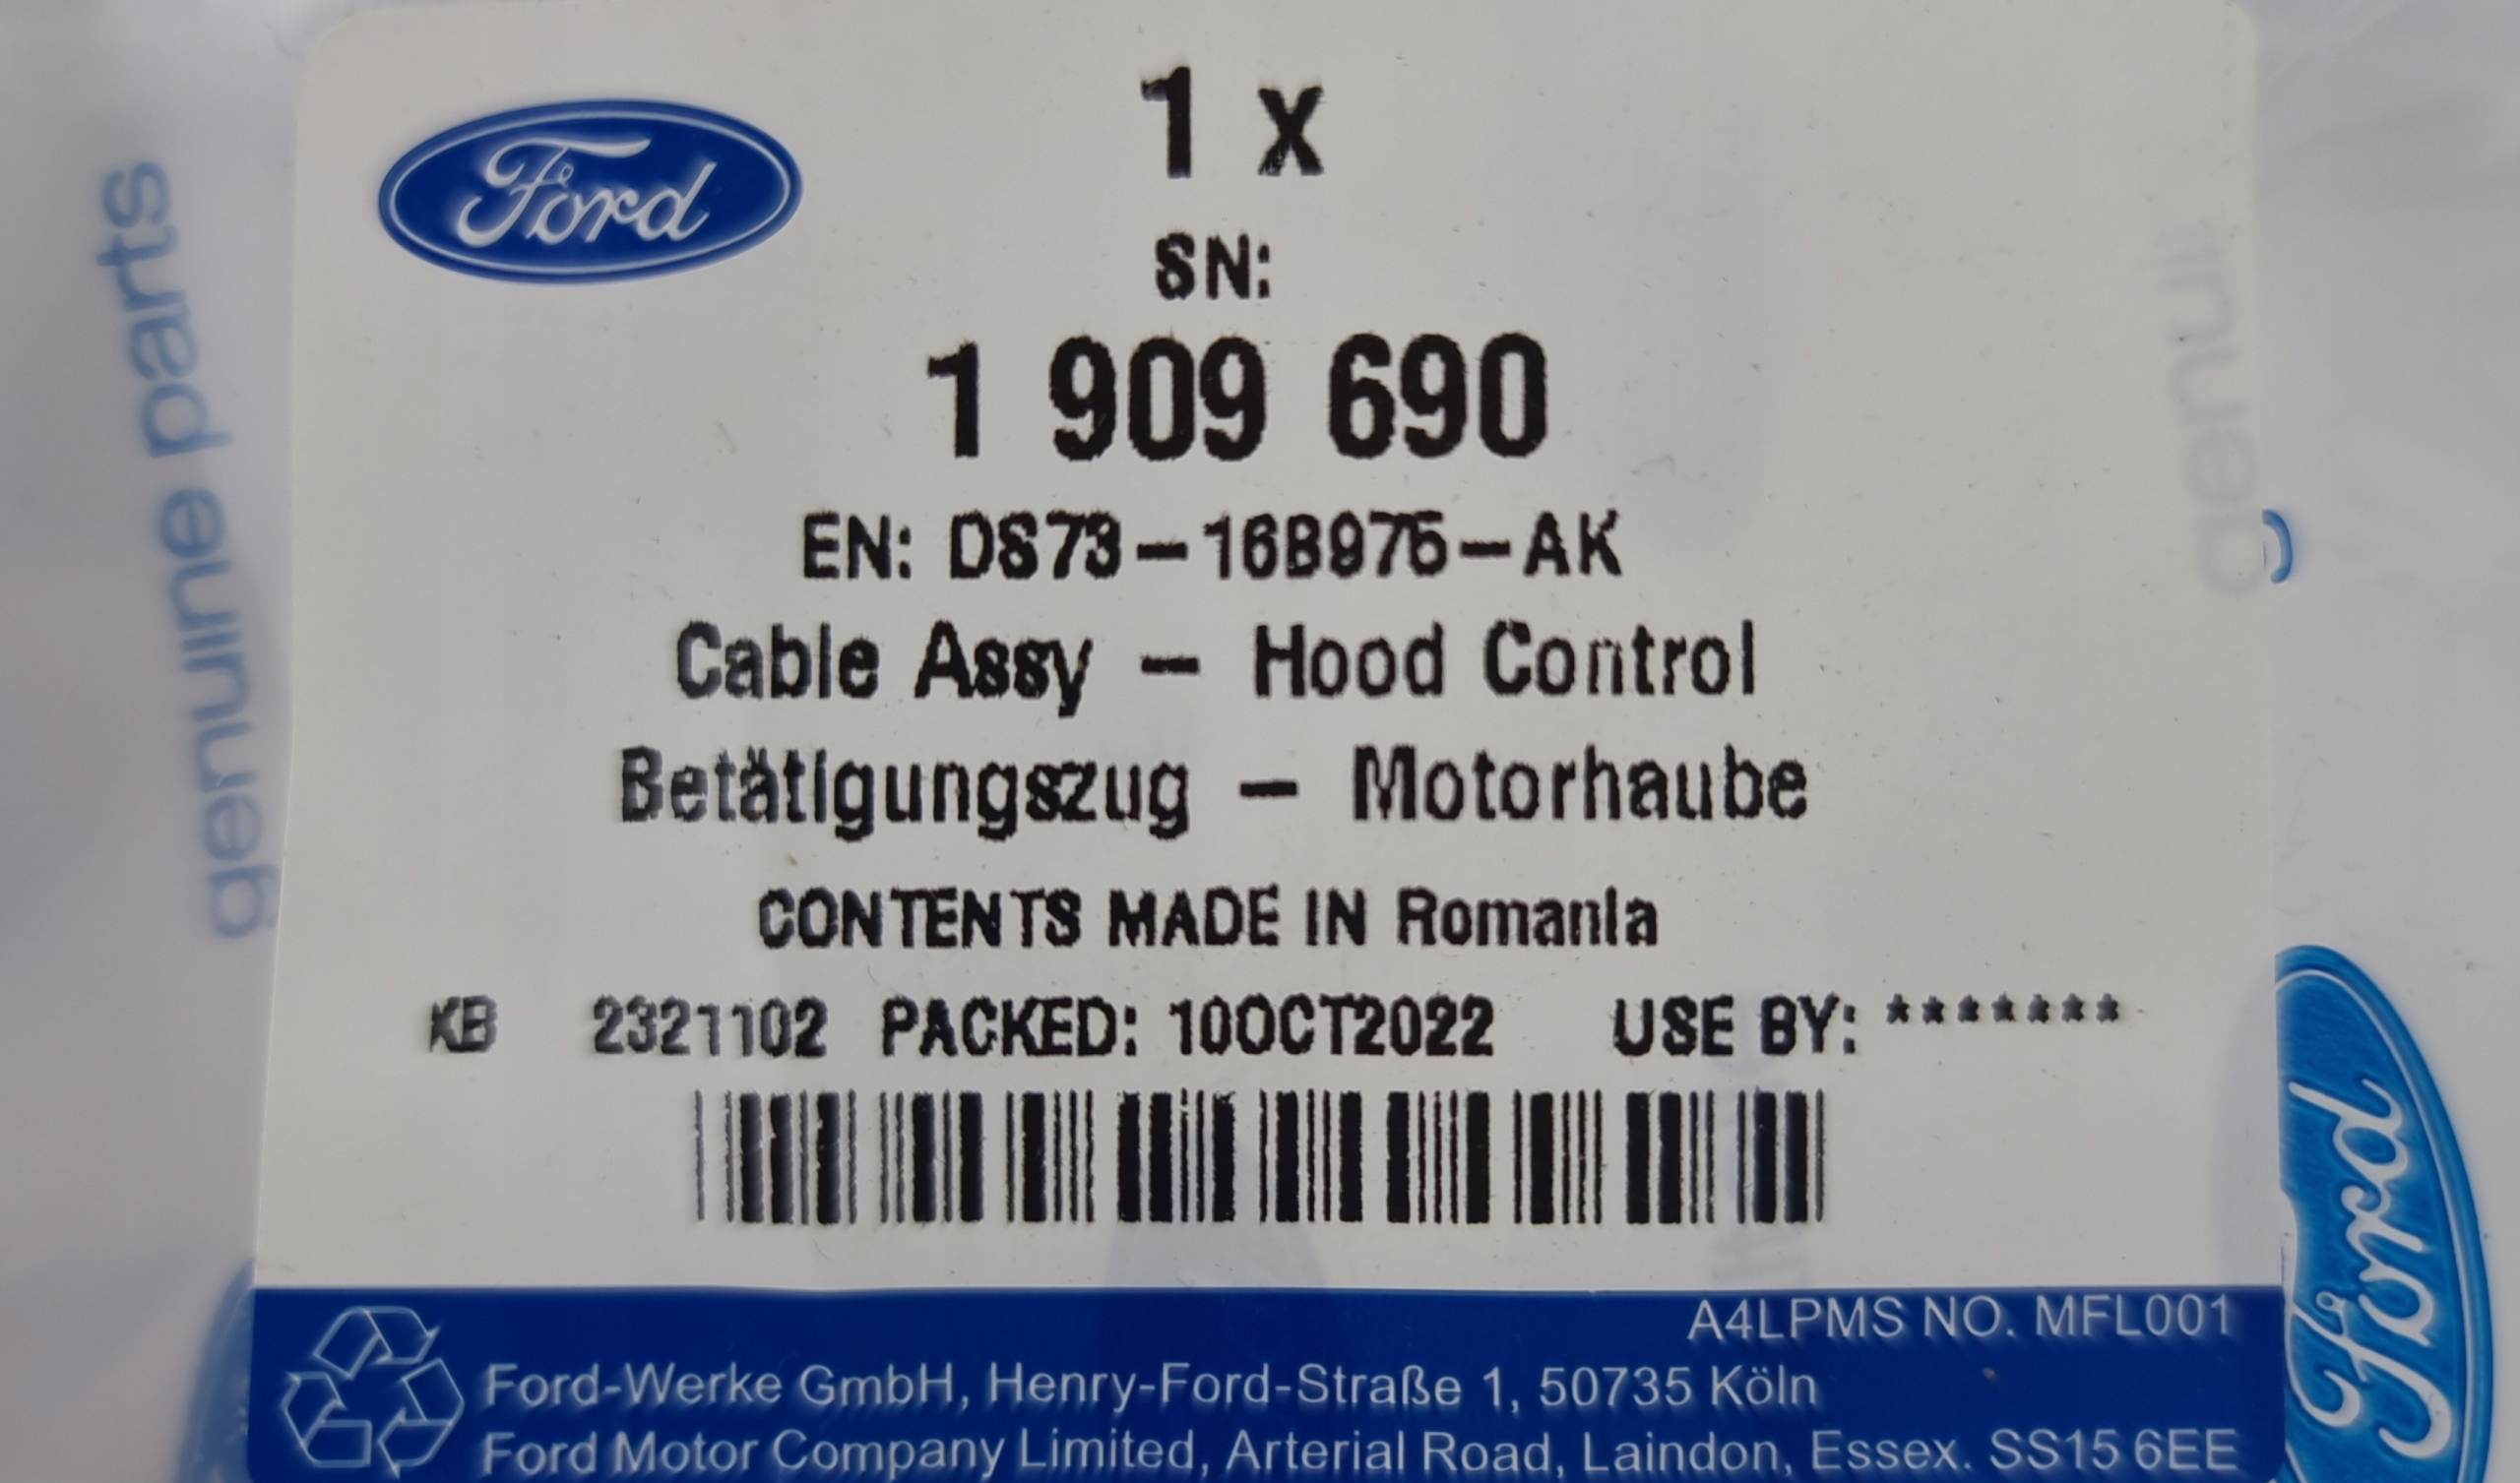 Ford
1 x
SN:
1 909 690
EN: DS73-16B975-AK
Cable Assy - Hood Control
Betätigungszug - Motorhaube
CONTENTS MADE IN Romania
KB 2321102 PACKED: 10OCT2022 USE BY: *******
A4LPMS NO. MFL001
Ford-Werke GmbH, Henry-Ford-Straße 1, 50735 Köln
Ford Motor Company Limited, Arterial Road, Laindon, Essex. SS15 6EE
genuine parts
genuin
Ford